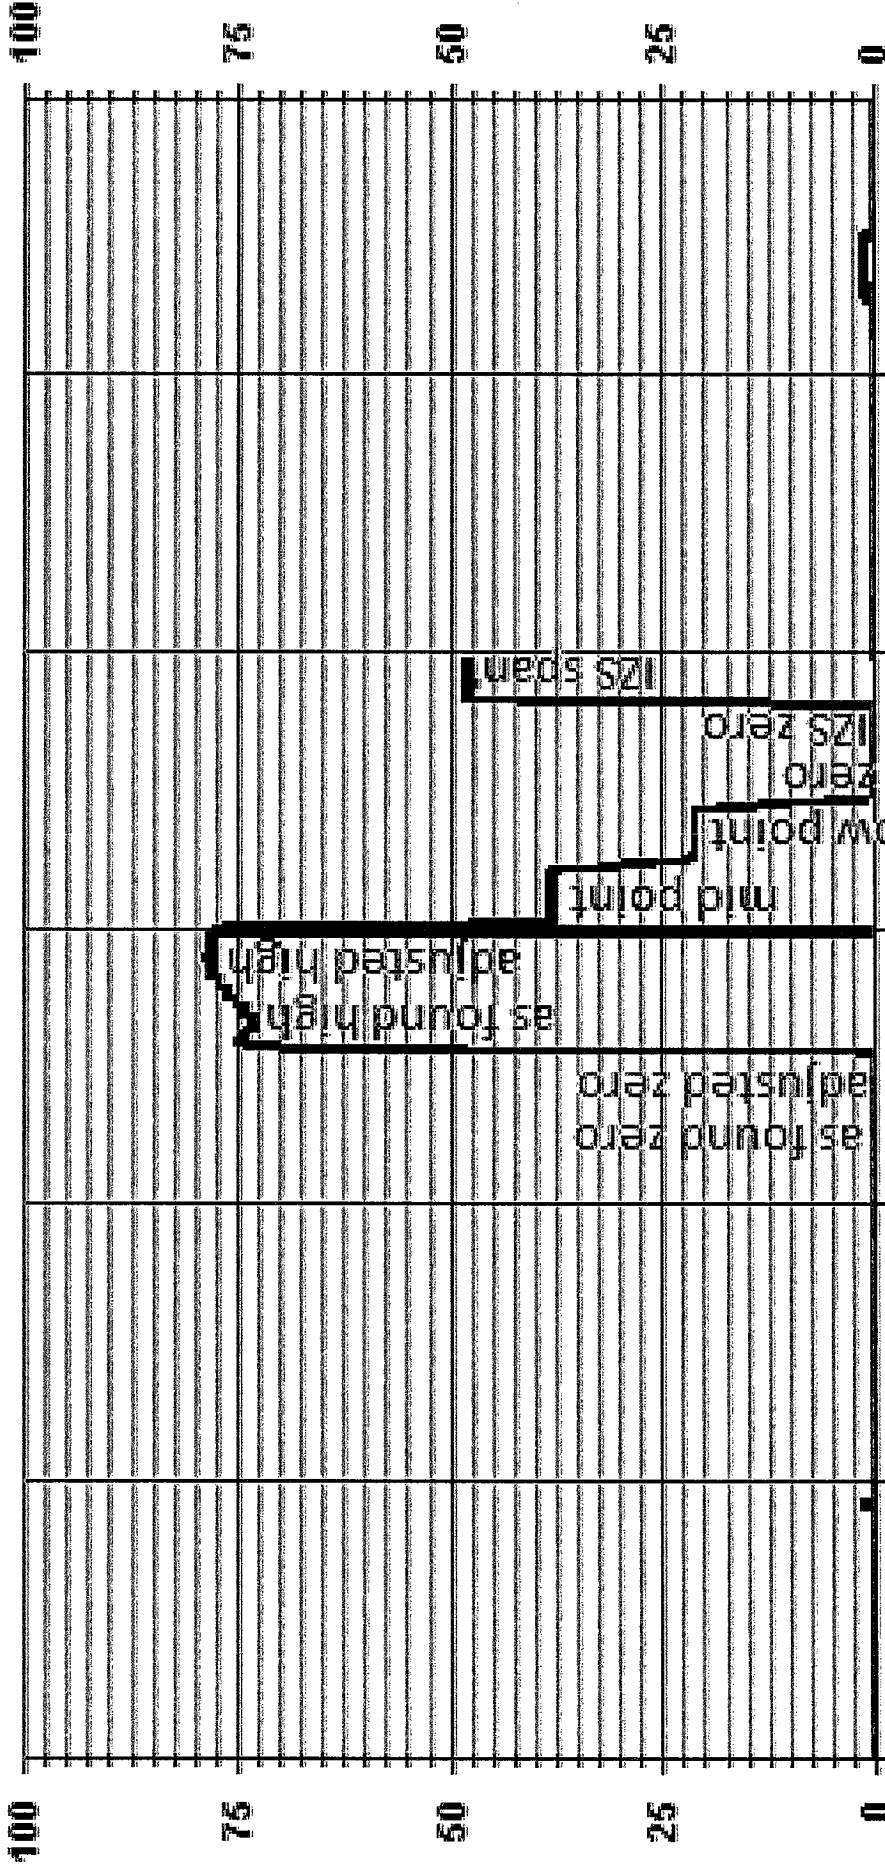 100
75
50
25
0
as found zero
adjusted zero
as found high
adjusted high
mid point
ow point
zero
IZS zero
IZS span
100
75
50
25
0